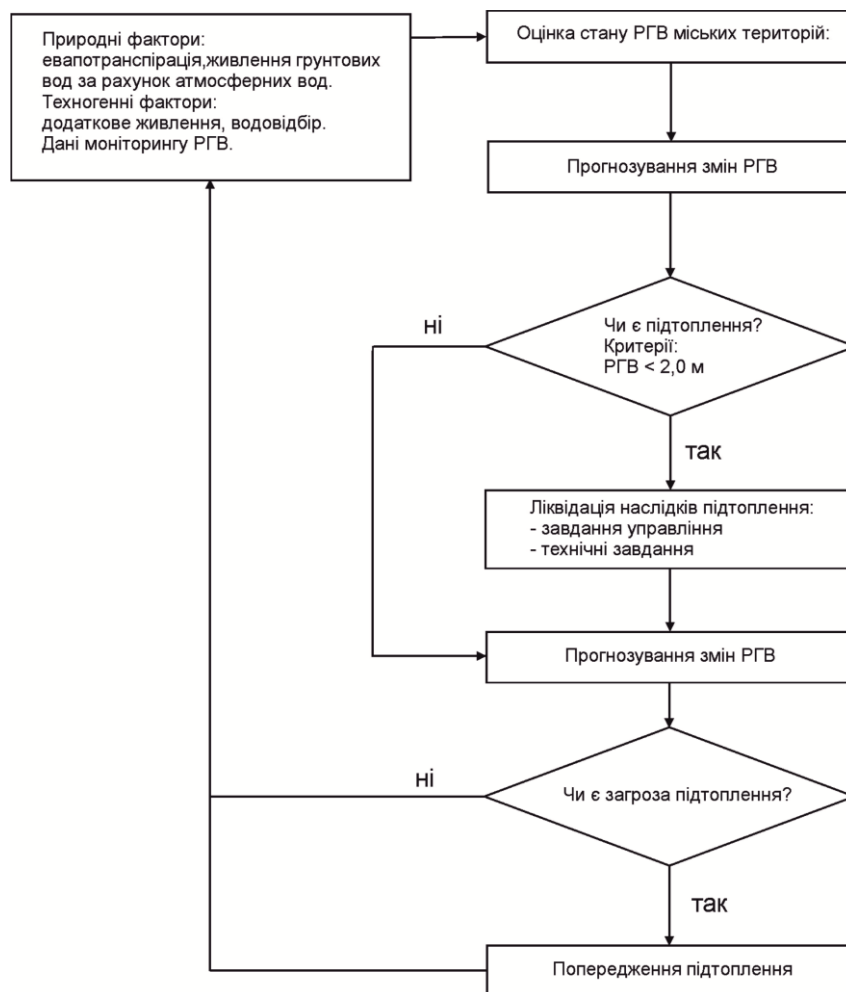 Природні фактори:
евапотранспірація,живлення грунтових
вод за рахунок атмосферних вод.
Техногенні фактори:
додаткове живлення, водовідбір.
Дані моніторингу РГВ.
Оцінка стану РГВ міських територій:
Прогнозування змін РГВ
ні
Чи є підтоплення?
Критерії:
РГВ < 2,0 м
так
Ліквідація наслідків підтоплення:
- завдання управління
- технічні завдання
Прогнозування змін РГВ
ні
Чи є загроза підтоплення?
так
Попередження підтоплення